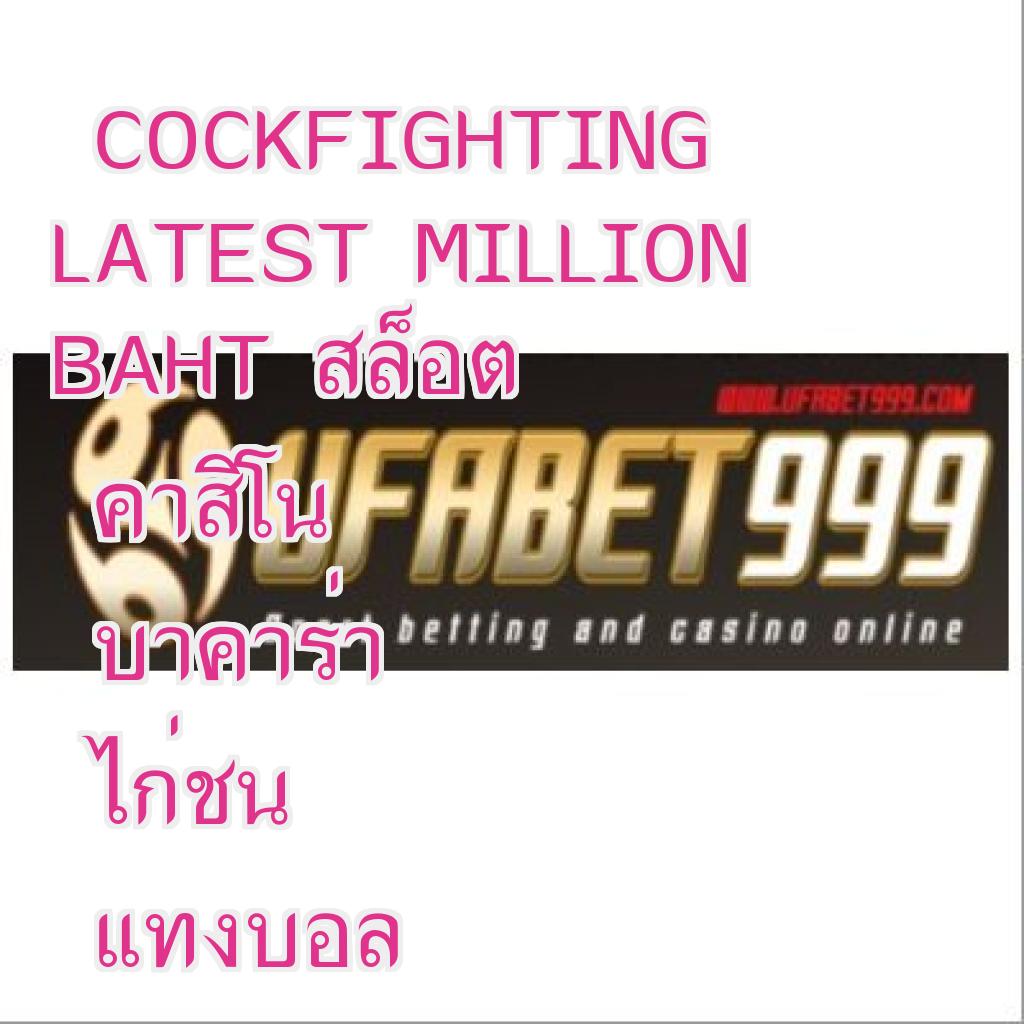 COCKFIGHTING
LATEST MILLION
BAHT สล็อต
WWW.UFABET999.COM
คาสิโน
UFABET999
บาคาร่า
Sport betting and casino online
ไก่ชน
แทงบอล